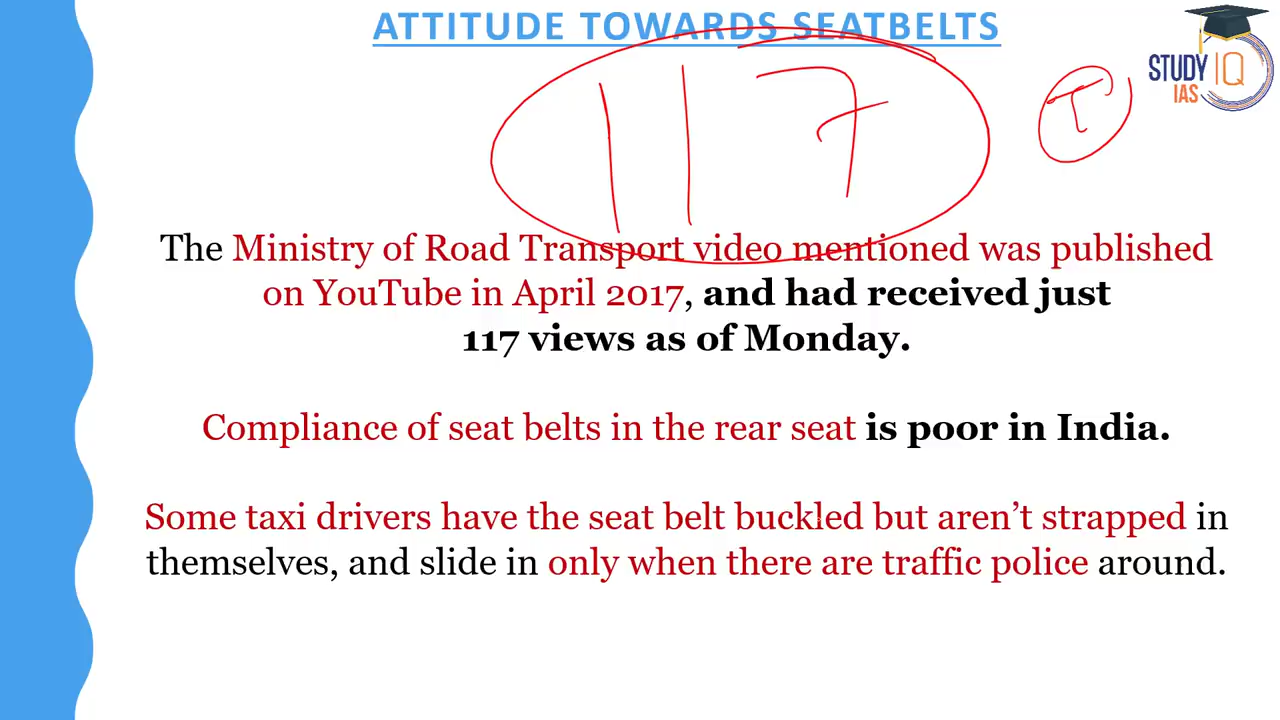 ATTITUDE TOWARDS SEATBELTS
STUDY IQ
IAS
117
T
The Ministry of Road Transport video mentioned was published
on YouTube in April 2017, and had received just
117 views as of Monday.
Compliance of seat belts in the rear seat is poor in India.
Some taxi drivers have the seat belt buckled but aren't strapped in
themselves, and slide in only when there are traffic police around.